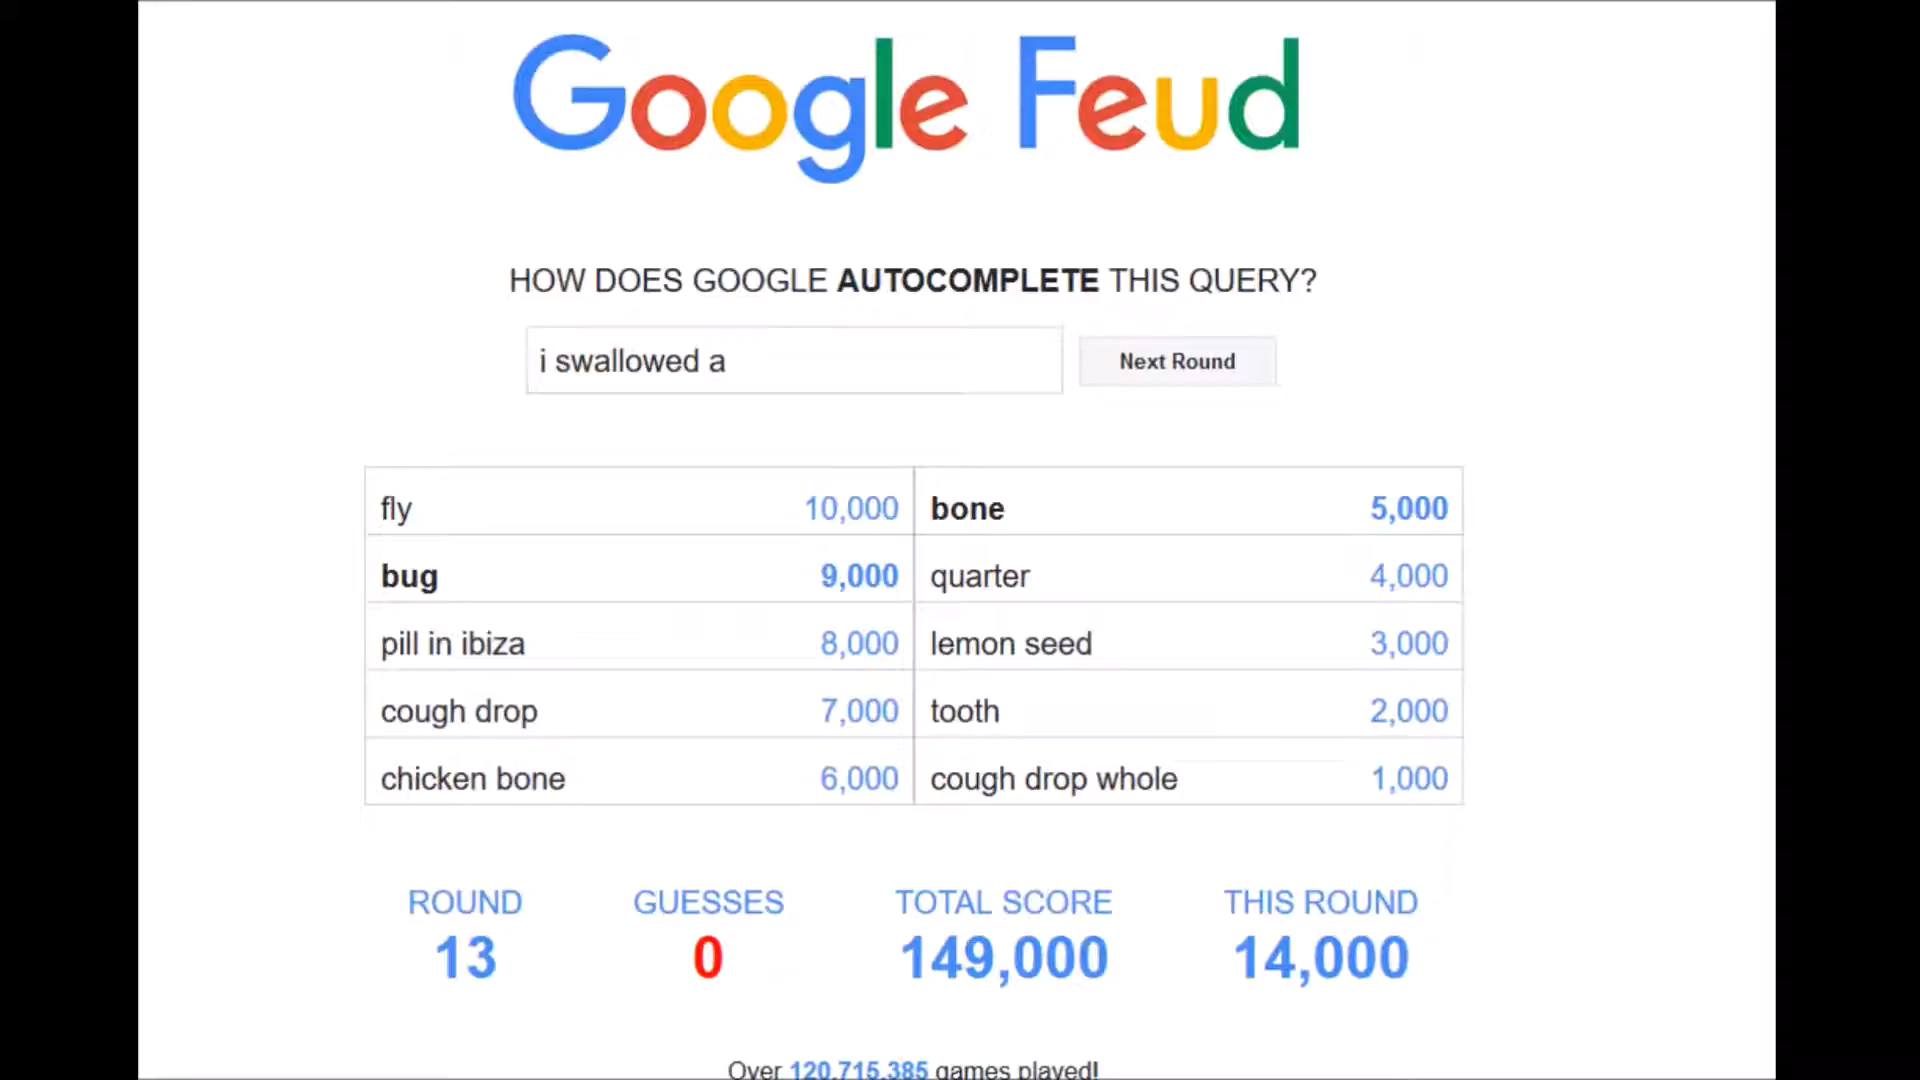 Google Feud
HOW DOES GOOGLE AUTOCOMPLETE THIS QUERY?
i swallowed a
Next Round
fly 10,000 bone 5,000
bug 9,000 quarter 4,000
pill in ibiza 8,000 lemon seed 3,000
cough drop 7,000 tooth 2,000
chicken bone 6,000 cough drop whole 1,000
ROUND GUESSES TOTAL SCORE THIS ROUND
13 0 149,000 14,000
Over 120,715,385 games played!